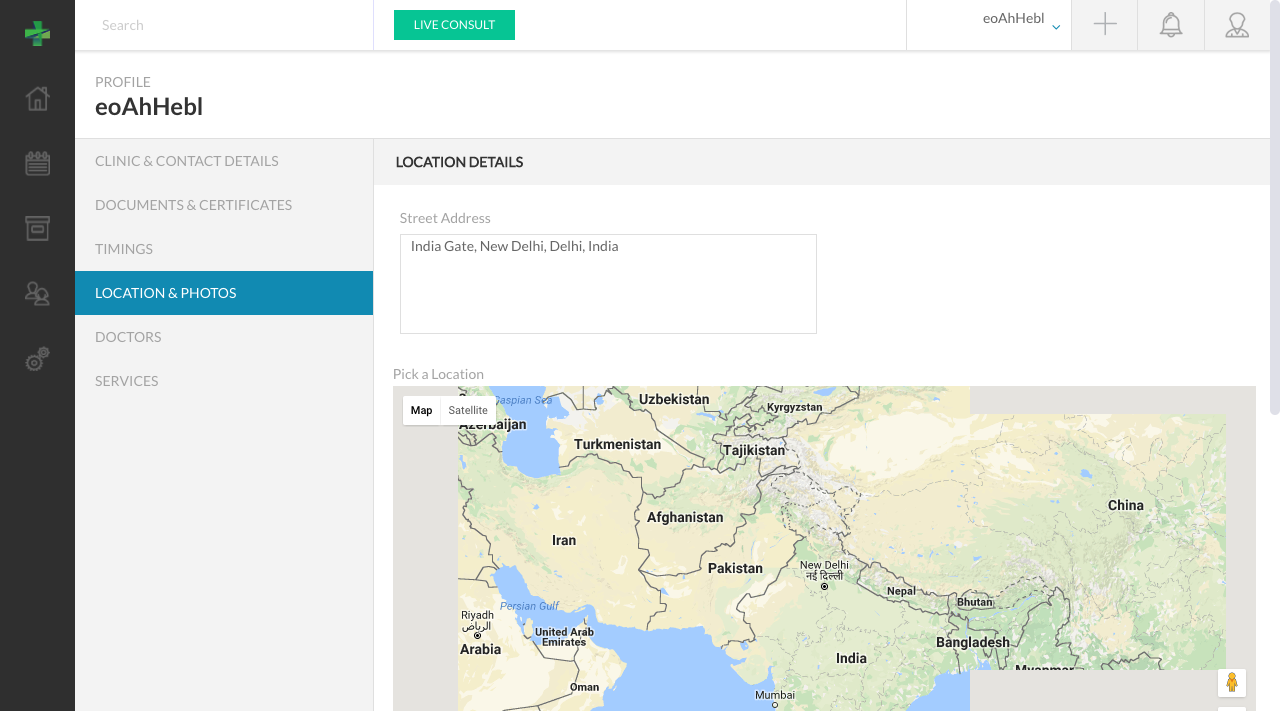 Search
LIVE CONSULT
eoAhHebl
PROFILE
eoAhHebl
CLINIC & CONTACT DETAILS
DOCUMENTS & CERTIFICATES
TIMINGS
LOCATION & PHOTOS
DOCTORS
SERVICES
LOCATION DETAILS
Street Address
India Gate, New Delhi, Delhi, India
Pick a Location
Map
Satellite
Caspian Sea
Azerbaijan
Uzbekistan
Kyrgyzstan
Turkmenistan
Tajikistan
China
Afghanistan
Iran
Pakistan
New Delhi
नई दिल्ली
Nepal
Bhutan
Persian Gulf
Riyadh
الرياض
United Arab
Emirates
Arabia
Bangladesh
India
Myanmar
Oman
Mumbai